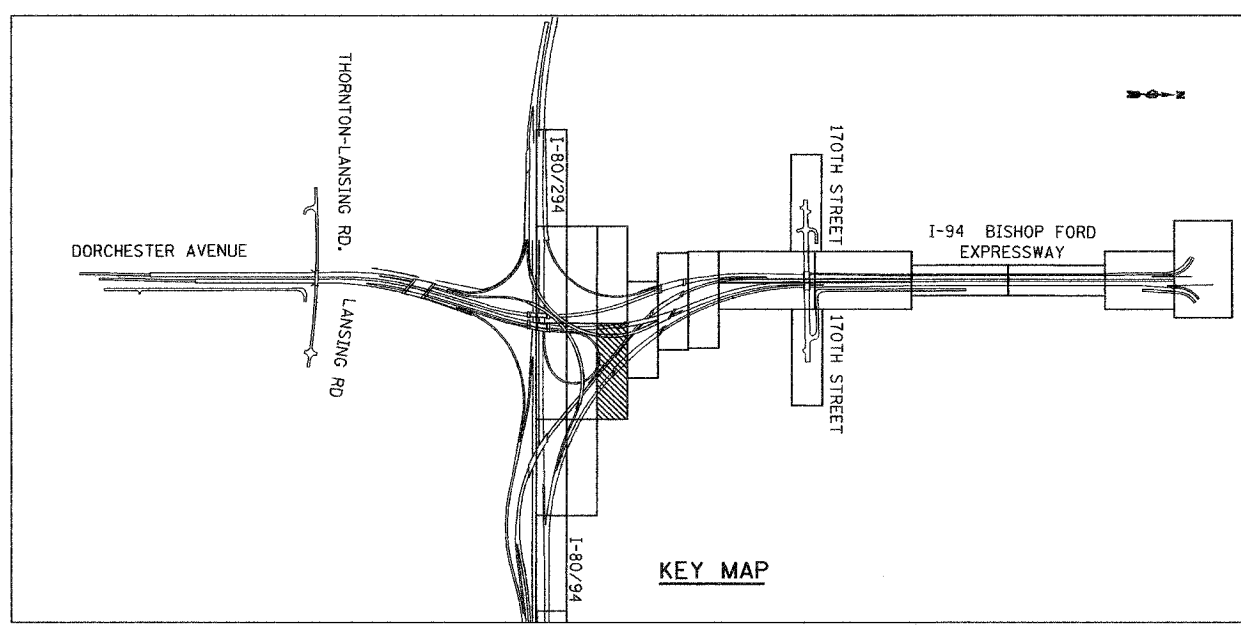 THORNTON-LANSING RD.
DORCHESTER AVENUE
LANSING RD
I-80/294
I-80/94
170TH STREET
170TH STREET
I-94 BISHOP FORD
EXPRESSWAY
N
KEY MAP